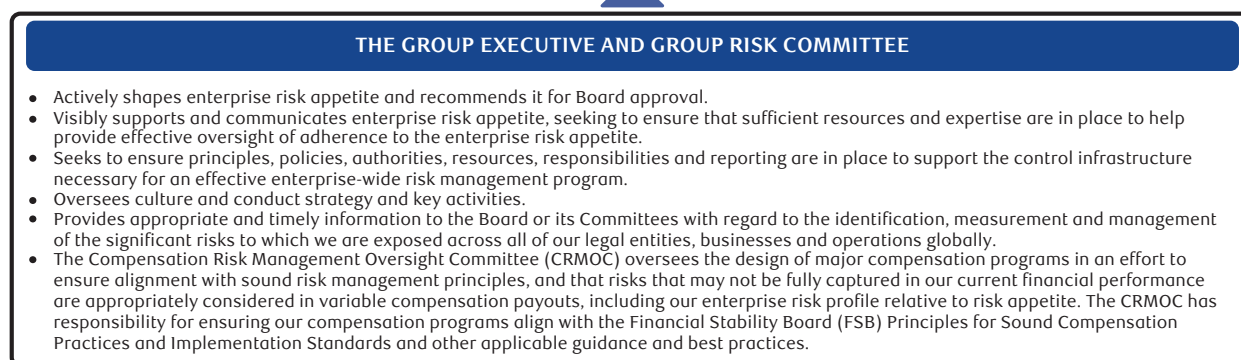 THE GROUP EXECUTIVE AND GROUP RISK COMMITTEE
• Actively shapes enterprise risk appetite and recommends it for Board approval.
• Visibly supports and communicates enterprise risk appetite, seeking to ensure that sufficient resources and expertise are in place to help
provide effective oversight of adherence to the enterprise risk appetite.
• Seeks to ensure principles, policies, authorities, resources, responsibilities and reporting are in place to support the control infrastructure
necessary for an effective enterprise-wide risk management program.
• Oversees culture and conduct strategy and key activities.
• Provides appropriate and timely information to the Board or its Committees with regard to the identification, measurement and management
of the significant risks to which we are exposed across all of our legal entities, businesses and operations globally.
• The Compensation Risk Management Oversight Committee (CRMOC) oversees the design of major compensation programs in an effort to
ensure alignment with sound risk management principles, and that risks that may not be fully captured in our current financial performance
are appropriately considered in variable compensation payouts, including our enterprise risk profile relative to risk appetite. The CRMOC has
responsibility for ensuring our compensation programs align with the Financial Stability Board (FSB) Principles for Sound Compensation
Practices and Implementation Standards and other applicable guidance and best practices.